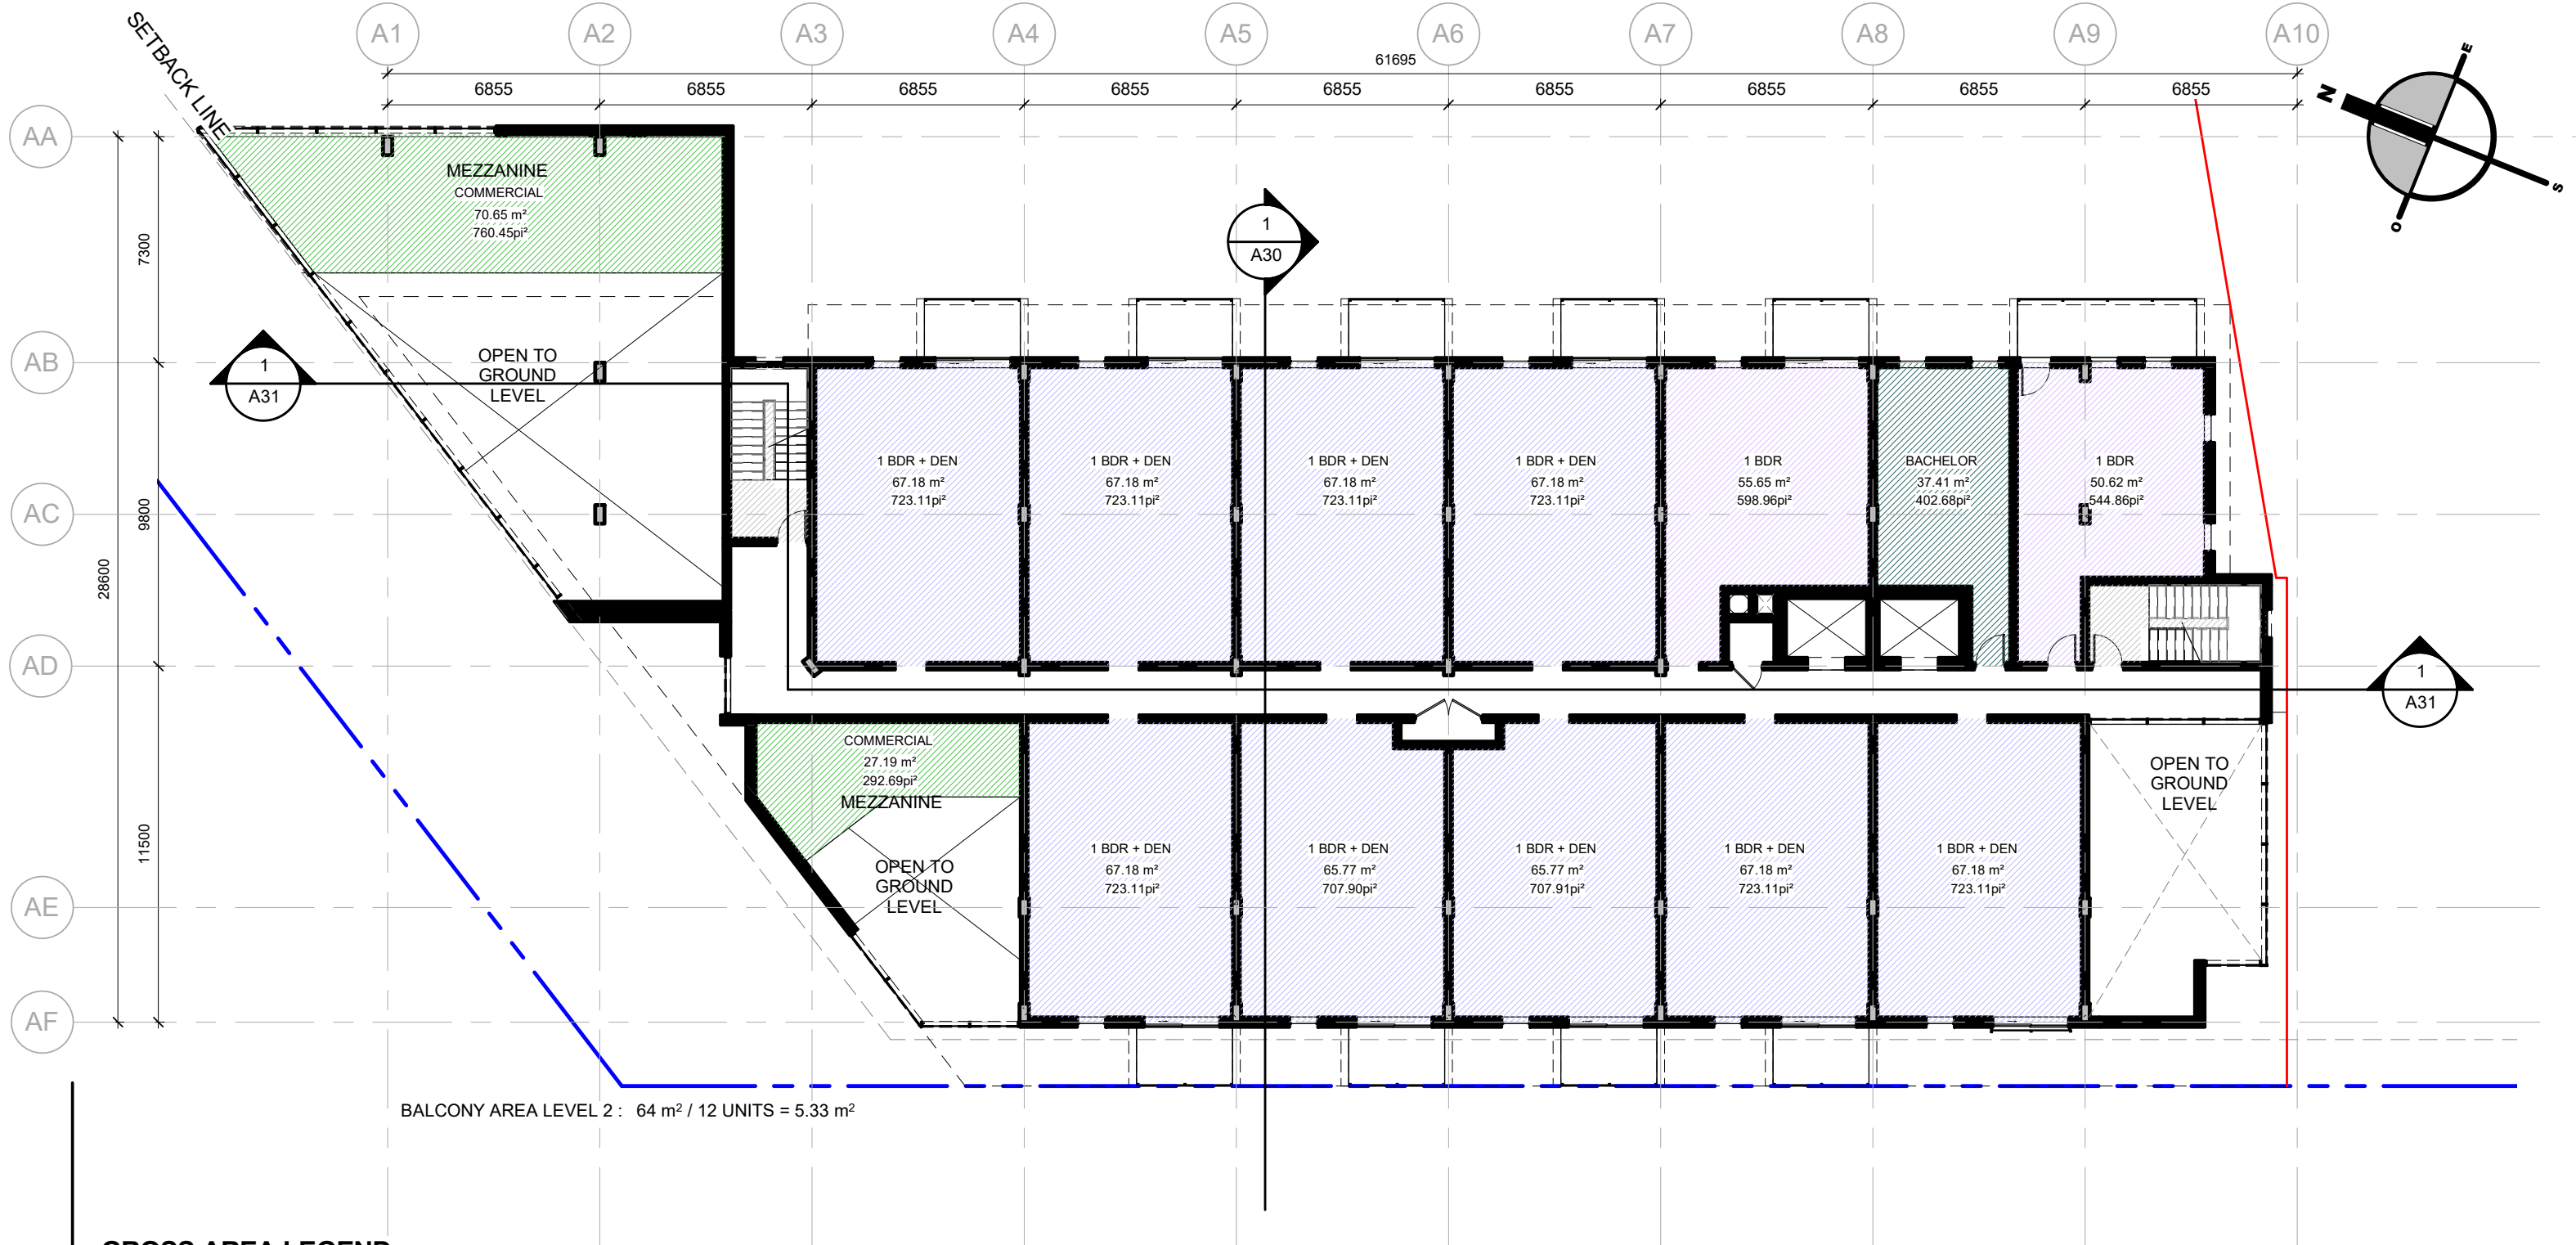 A1 A2 A3 A4 A5 A6 A7 A8 A9 A10
SETBACK LINE
61695
6855 6855 6855 6855 6855 6855 6855 6855 6855
N E S O
AA
AB
AC
AD
AE
AF
7300
9800
28600
11500
MEZZANINE
COMMERCIAL
70.65 m²
760.45pi²
1
A30
1
A31
OPEN TO
GROUND
LEVEL
1 BDR + DEN
67.18 m²
723.11pi²
1 BDR + DEN
67.18 m²
723.11pi²
1 BDR + DEN
67.18 m²
723.11pi²
1 BDR + DEN
67.18 m²
723.11pi²
1 BDR
55.65 m²
598.96pi²
BACHELOR
37.41 m²
402.68pi²
1 BDR
50.62 m²
544.86pi²
1
A31
COMMERCIAL
27.19 m²
292.69pi²
MEZZANINE
OPEN TO
GROUND
LEVEL
1 BDR + DEN
67.18 m²
723.11pi²
1 BDR + DEN
65.77 m²
707.90pi²
1 BDR + DEN
65.77 m²
707.91pi²
1 BDR + DEN
67.18 m²
723.11pi²
1 BDR + DEN
67.18 m²
723.11pi²
OPEN TO
GROUND
LEVEL
BALCONY AREA LEVEL 2 : 64 m² / 12 UNITS = 5.33 m²
GROSS AREA LEGEND